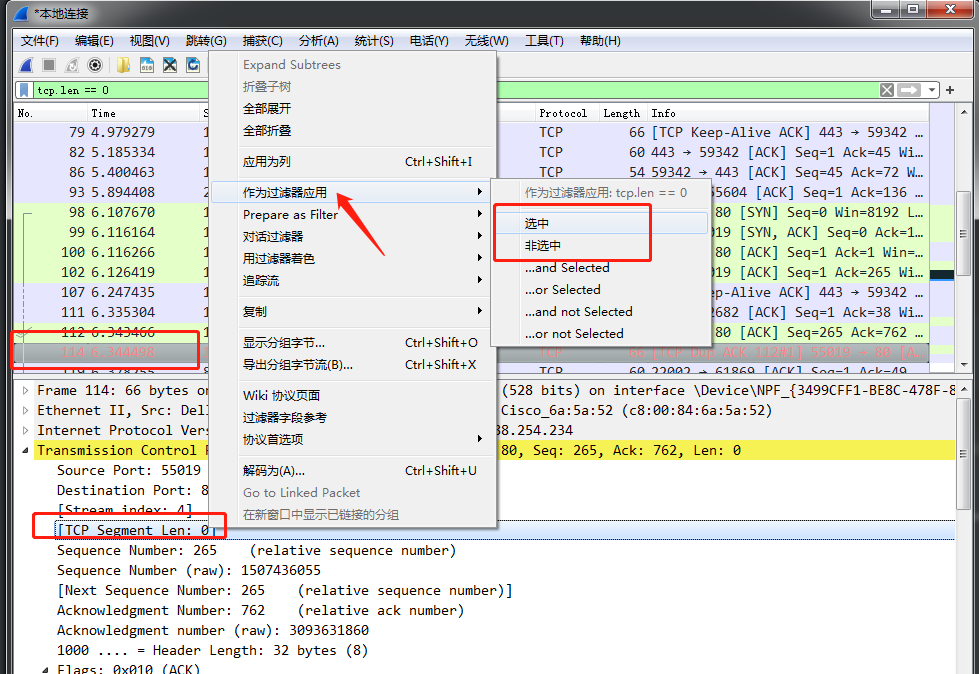 *本地连接
文件(F) 编辑(E) 视图(V) 跳转(G) 捕获(C) 分析(A) 统计(S) 电话(Y) 无线(W) 工具(T) 帮助(H)
tcp.len == 0
No. Time S Protocol Length Info
79 4.979279 1 TCP 66 [TCP Keep-Alive ACK] 443 → 59342 …
82 5.185334 1 TCP 60 443 → 59342 [ACK] Seq=1 Ack=45 Wi…
86 5.400463 1 TCP 54 59342 → 443 [ACK] Seq=45 Ack=72 W…
93 5.894408 2 55604 [ACK] Seq=1 Ack=136 …
98 6.107670 1 80 [SYN] Seq=0 Win=8192 L…
99 6.116164 1 019 [SYN, ACK] Seq=0 Ack=1…
100 6.116266 1 80 [ACK] Seq=1 Ack=1 Win=…
102 6.126419 1 019 [ACK] Seq=1 Ack=265 Wi…
107 6.247435 1 ep-Alive ACK] 443 → 59342 …
111 6.335304 1 2682 [ACK] Seq=1 Ack=38 Win…
112 6.343466 1 80 [ACK] Seq=265 Ack=762 …
114 6.344488 TCP 66 [TCP Dup ACK 112#1] 55019 → 80 [A…
119 6.378255 TCP 60 22002 → 61869 [ACK] Seq=1 Ack=49
Expand Subtrees
折叠子树
全部展开
全部折叠
应用为列 Ctrl+Shift+I
作为过滤器应用
Prepare as Filter
对话过滤器
用过滤器着色
追踪流
复制
显示分组字节... Ctrl+Shift+O
导出分组字节流(B)... Ctrl+Shift+X
Wiki 协议页面
过滤器字段参考
协议首选项
解码为(A)... Ctrl+Shift+U
Go to Linked Packet
在新窗口中显示已链接的分组
作为过滤器应用: tcp.len == 0
选中
非选中
...and Selected
...or Selected
...and not Selected
...or not Selected
Frame 114: 66 bytes on (528 bits) on interface \Device\NPF_{3499CFF1-BE8C-478F-8
Ethernet II, Src: Dell Cisco_6a:5a:52 (c8:00:84:6a:5a:52)
Internet Protocol Vers 38.254.234
Transmission Control P 80, Seq: 265, Ack: 762, Len: 0
Source Port: 55019
Destination Port: 8
[Stream index: 4]
[TCP Segment Len: 0]
Sequence Number: 265 (relative sequence number)
Sequence Number (raw): 1507436055
[Next Sequence Number: 265 (relative sequence number)]
Acknowledgment Number: 762 (relative ack number)
Acknowledgment number (raw): 3093631860
1000 .... = Header Length: 32 bytes (8)
Flags: 0x010 (ACK)